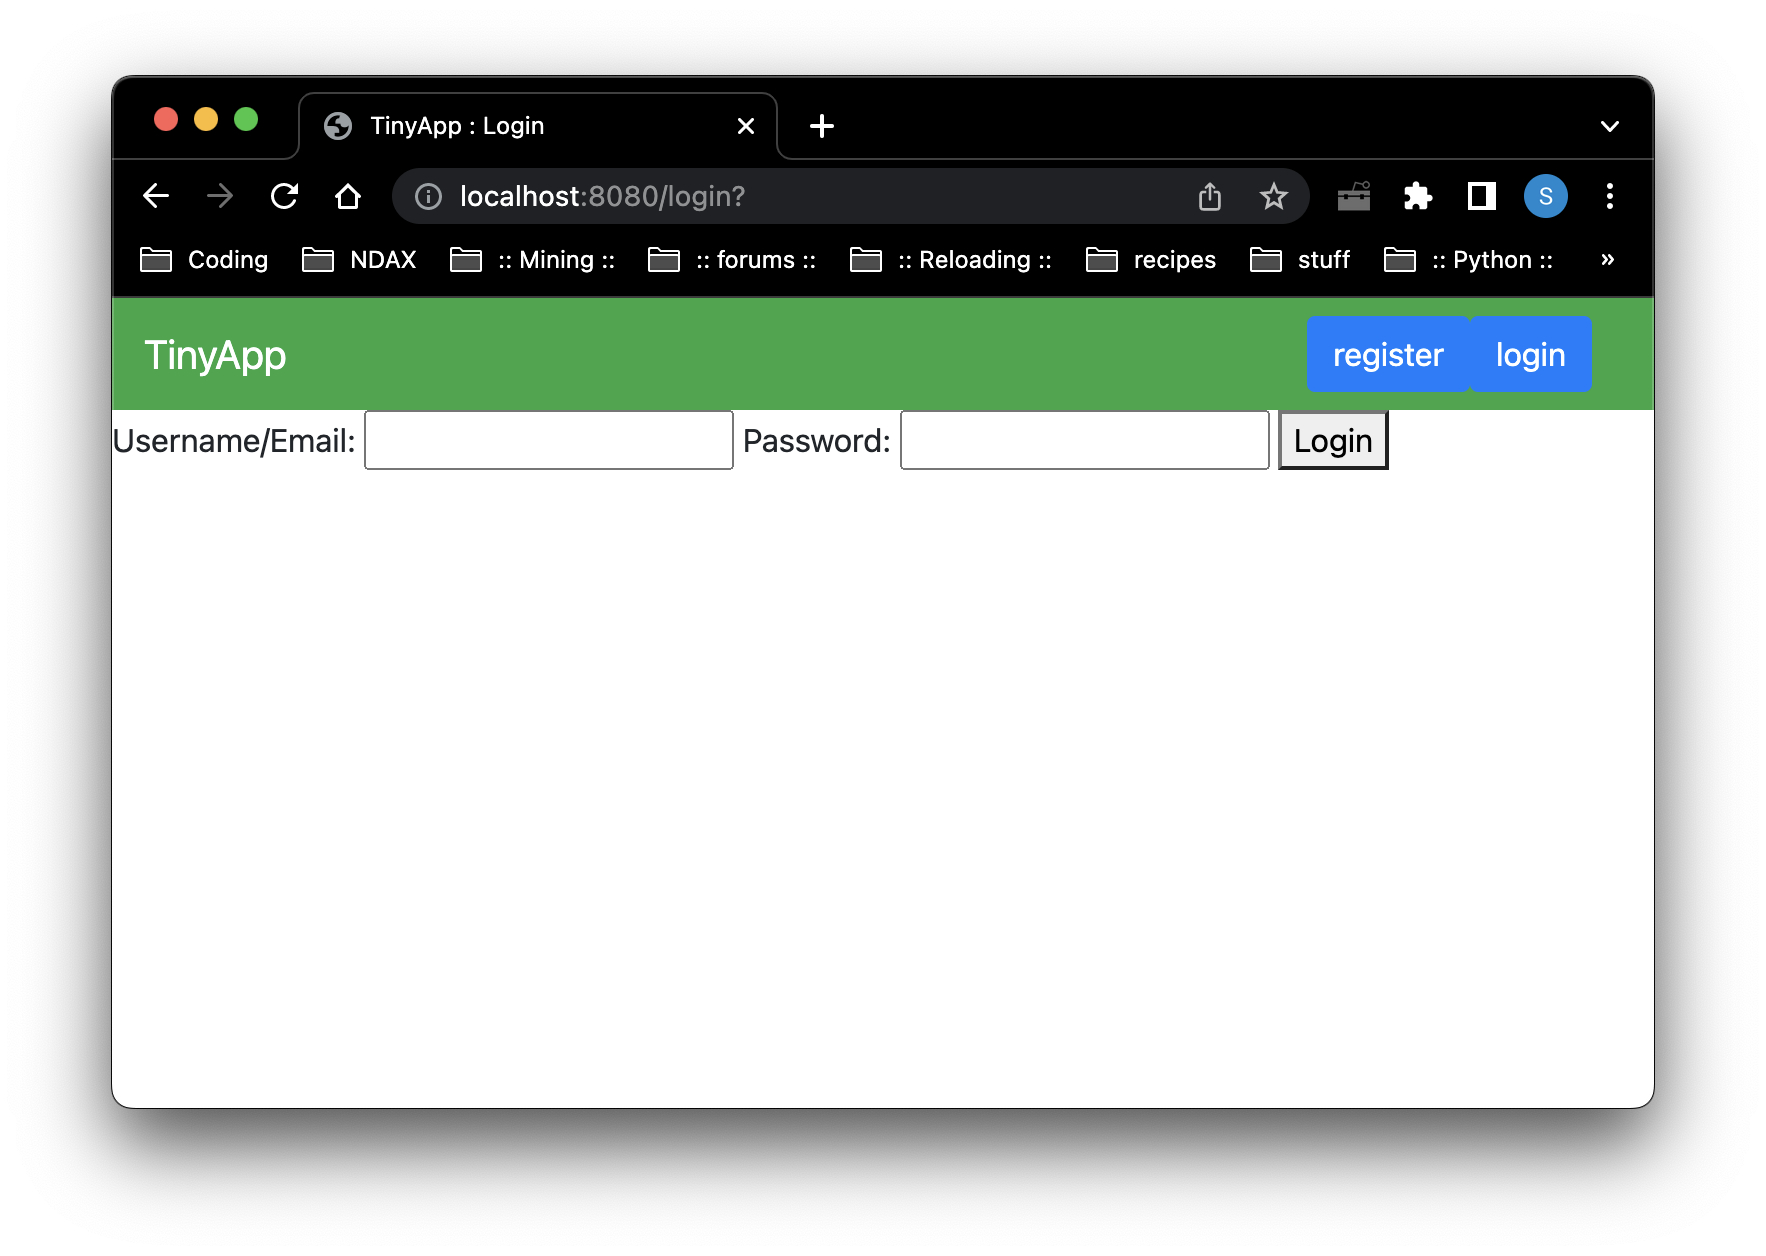 TinyApp : Login
localhost:8080/login?
S
Coding NDAX :: Mining :: :: forums :: :: Reloading :: recipes stuff :: Python :: »
TinyApp register login
Username/Email: Password: Login